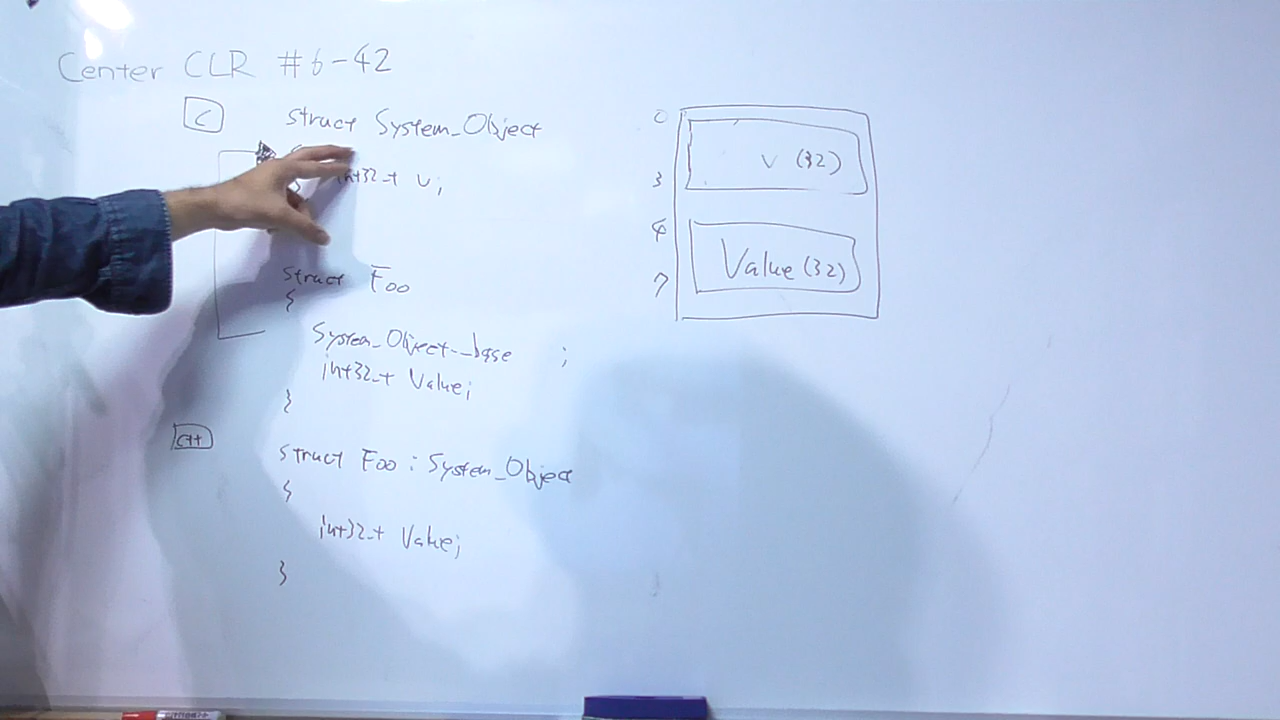 Center CLR #6-42
C
struct System_Object
{
int32_t v;
struct Foo
{
System_Object __base ;
int32_t Value;
}
C++
struct Foo : System_Object
{
int32_t Value;
}
0
v (32)
3
4
Value (32)
7